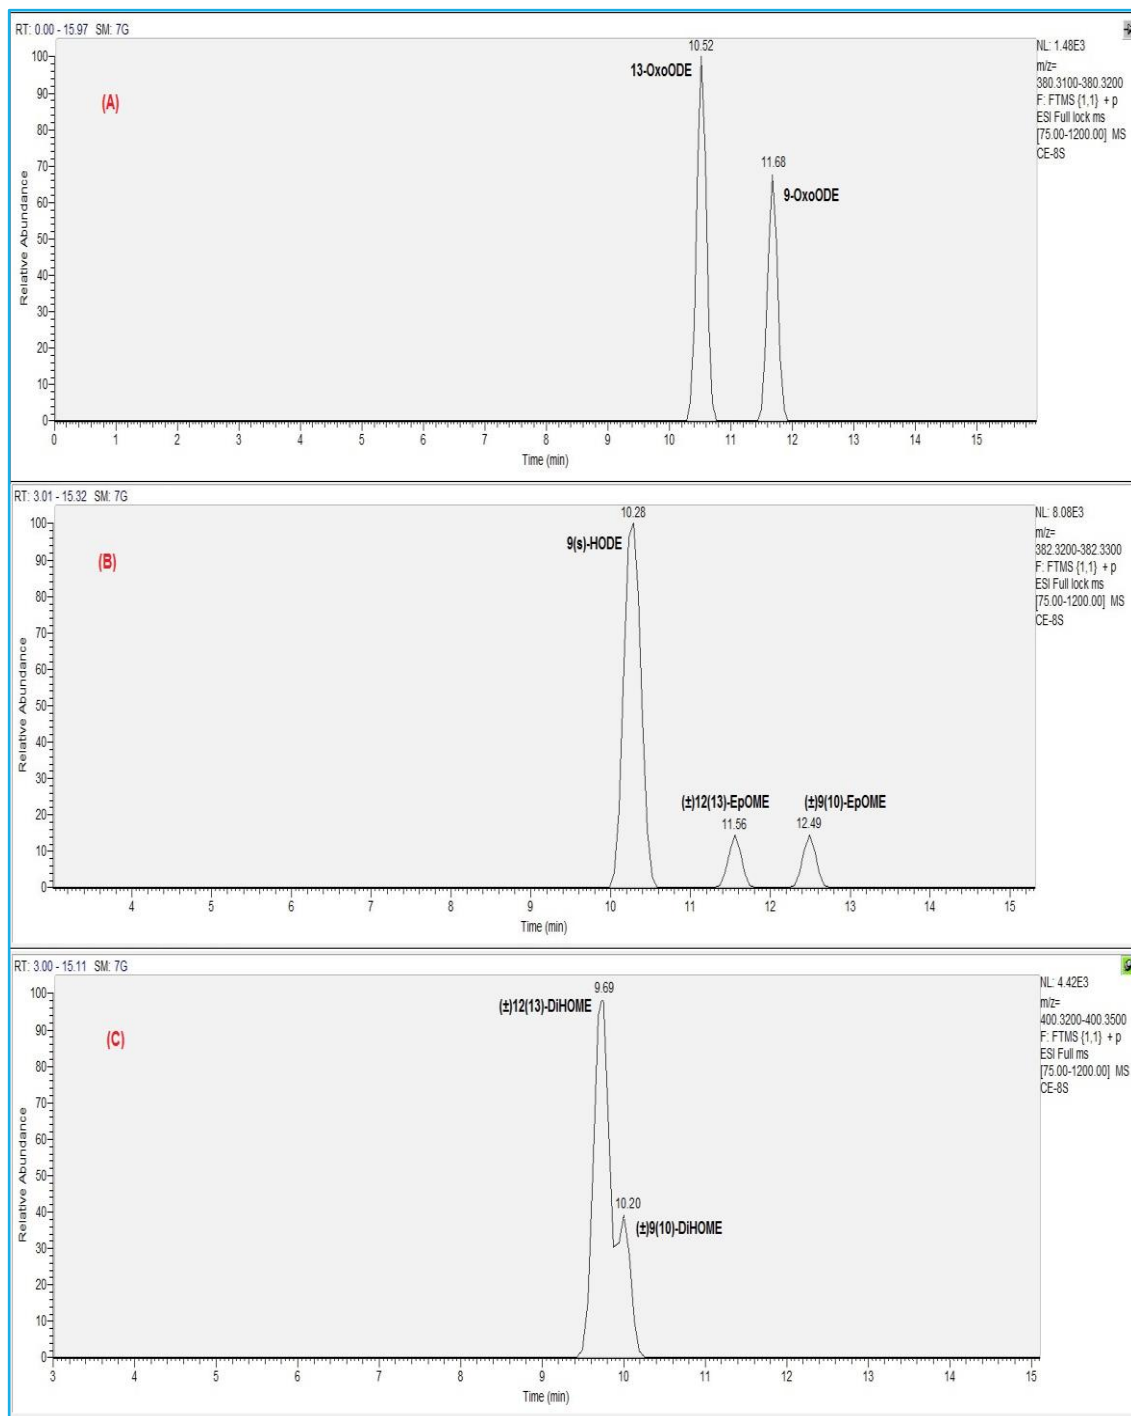 RT: 0.00 - 15.97 SM: 7G
10.52
NL: 1.48E3
m/z=
380.3100-380.3200
F: FTMS {1,1} + p
ESI Full lock ms
[75.00-1200.00] MS
CE-8S
(A)
13-OxoODE
11.68
9-OxoODE
100
90
80
70
60
50
40
30
20
10
0
Relative Abundance
0 1 2 3 4 5 6 7 8 9 10 11 12 13 14 15
Time (min)
RT: 3.01 - 15.32 SM: 7G
10.28
NL: 8.08E3
m/z=
382.3200-382.3300
F: FTMS {1,1} + p
ESI Full lock ms
[75.00-1200.00] MS
CE-8S
(B)
9(s)-HODE
(±)12(13)-EpOME
11.56
(±)9(10)-EpOME
12.49
100
90
80
70
60
50
40
30
20
10
0
Relative Abundance
4 5 6 7 8 9 10 11 12 13 14 15
Time (min)
RT: 3.00 - 15.11 SM: 7G
9.69
NL: 4.42E3
m/z=
400.3200-400.3500
F: FTMS {1,1} + p
ESI Full ms
[75.00-1200.00] MS
CE-8S
(C)
(±)12(13)-DiHOME
10.20
(±)9(10)-DiHOME
100
90
80
70
60
50
40
30
20
10
0
Relative Abundance
3 4 5 6 7 8 9 10 11 12 13 14 15
Time (min)